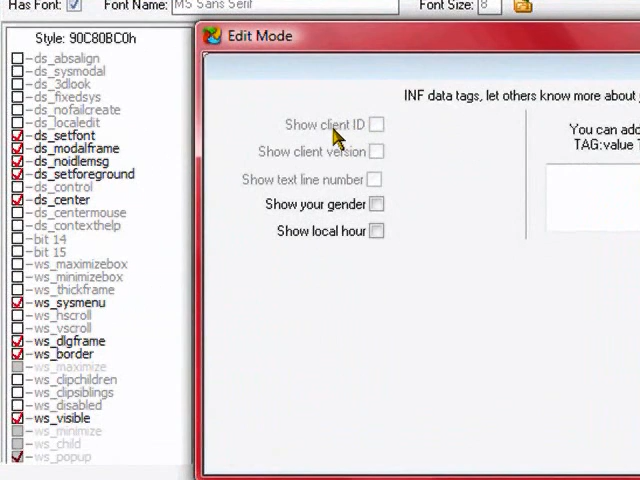 Has Font:
Font Name:
MS Sans Serif
Font Size:
8
Style: 90C80BC0h
ds_absalign
ds_sysmodal
ds_3dlook
ds_fixedsys
ds_nofailcreate
ds_localedit
ds_setfont
ds_modalframe
ds_noidlemsg
ds_setforeground
ds_control
ds_center
ds_centermouse
ds_contexthelp
bit 14
bit 15
ws_maximizebox
ws_minimizebox
ws_thickframe
ws_sysmenu
ws_hscroll
ws_vscroll
ws_dlgframe
ws_border
ws_maximize
ws_clipchildren
ws_clipsiblings
ws_disabled
ws_visible
ws_minimize
ws_child
ws_popup
Edit Mode
INF data tags, let others know more about
Show client ID
Show client version
Show text line number
Show your gender
Show local hour
You can add
TAG:value